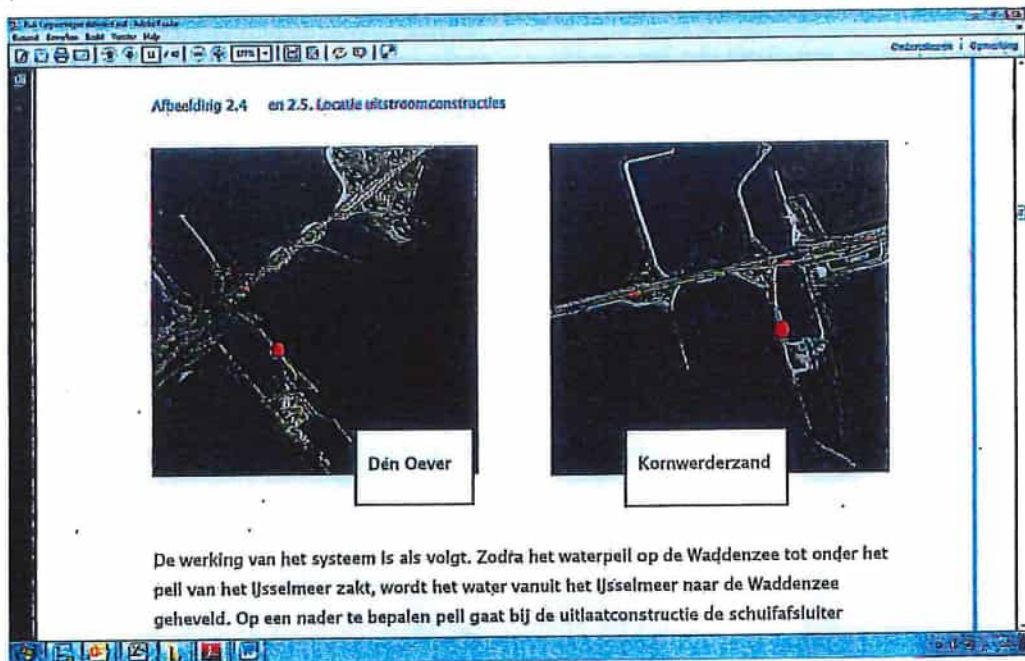 Afbeeldirig 2.4 en 2.5. Locatie uitstroomconstructies
Den Oever
Kornwerderzand
De werking van het systeem is als volgt. Zodra het waterpeil op de Waddenzee tot onder het
peil van het IJsselmeer zakt, wordt het water vanuit het IJsselmeer naar de Waddenzee
geheveld. Op een nader te bepalen peil gaat bij de uitlaatconstructie de schuifafsluiter